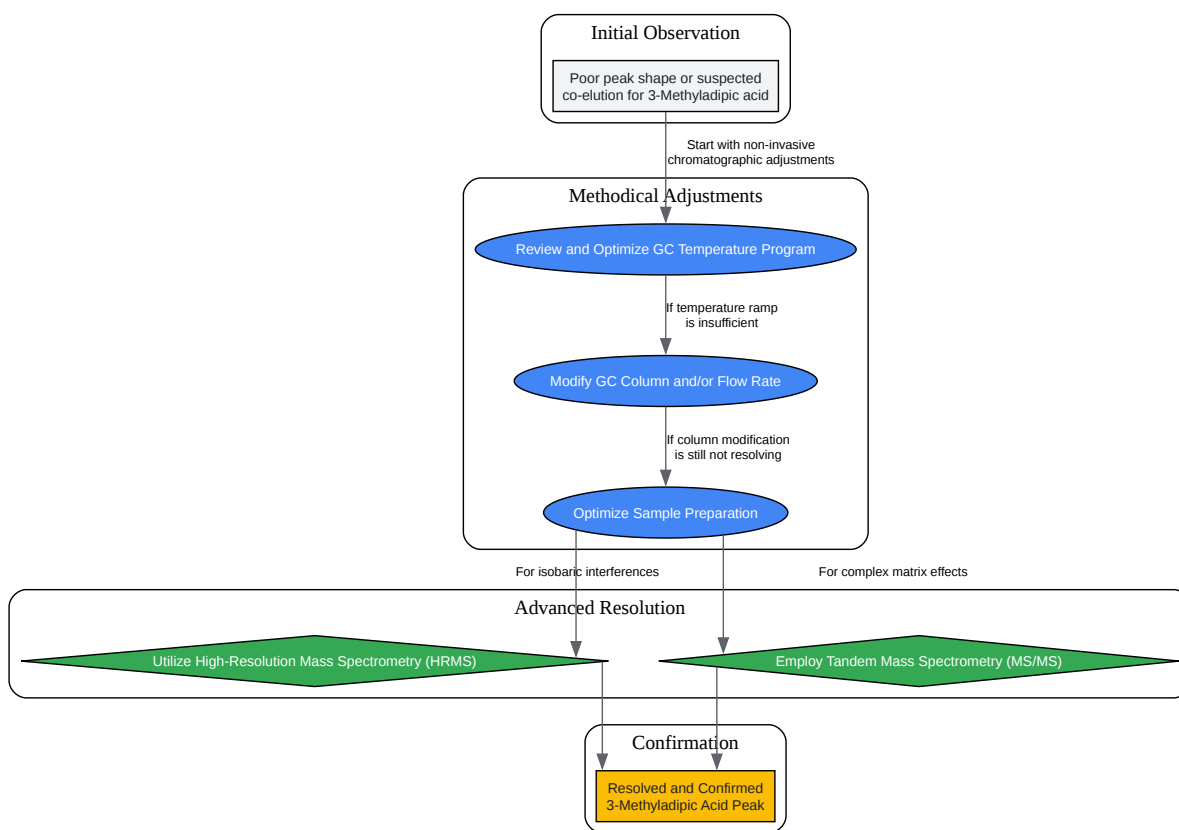 Initial Observation
Poor peak shape or suspected
co-elution for 3-Methyladipic acid
Start with non-invasive
chromatographic adjustments
Methodical Adjustments
Review and Optimize GC Temperature Program
If temperature ramp
is insufficient
Modify GC Column and/or Flow Rate
If column modification
is still not resolving
Optimize Sample Preparation
For isobaric interferences
For complex matrix effects
Advanced Resolution
Utilize High-Resolution Mass Spectrometry (HRMS)
Employ Tandem Mass Spectrometry (MS/MS)
Confirmation
Resolved and Confirmed
3-Methyladipic Acid Peak